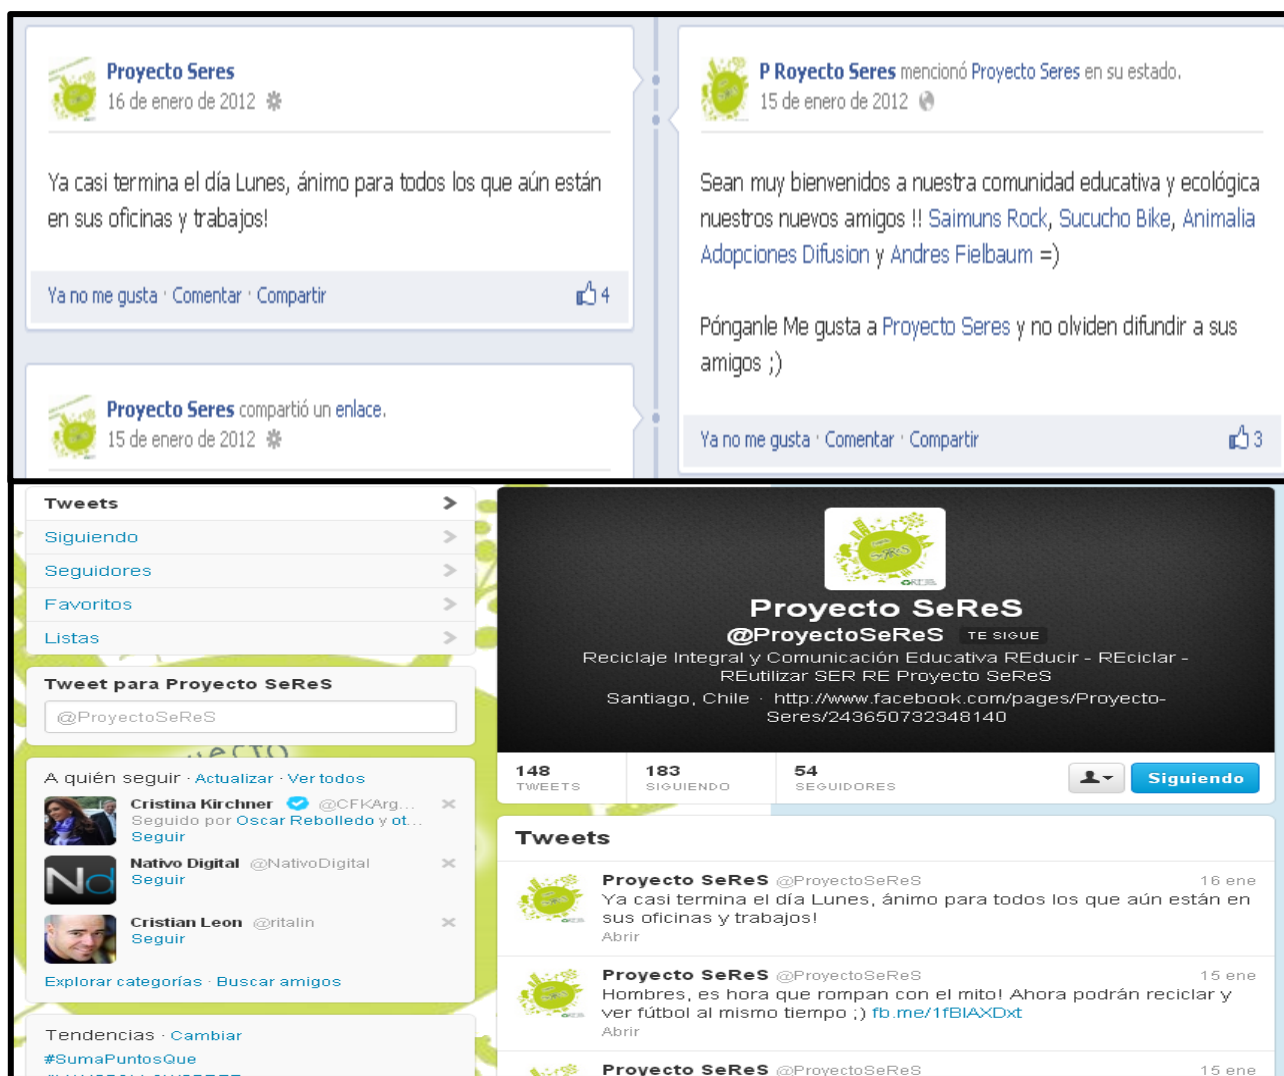 Proyecto Seres
16 de enero de 2012
Ya casi termina el día Lunes, ánimo para todos los que aún están
en sus oficinas y trabajos!
Ya no me gusta · Comentar · Compartir
4
Proyecto Seres compartió un enlace.
15 de enero de 2012
P Royecto Seres mencionó Proyecto Seres en su estado.
15 de enero de 2012
Sean muy bienvenidos a nuestra comunidad educativa y ecológica
nuestros nuevos amigos !! Saimuns Rock, Sucucho Bike, Animalia
Adopciones Difusion y Andres Fielbaum =)
Pónganle Me gusta a Proyecto Seres y no olviden difundir a sus
amigos ;)
Ya no me gusta · Comentar · Compartir
3
Tweets
Siguiendo
Seguidores
Favoritos
Listas
Tweet para Proyecto SeReS
@ProyectoSeReS
A quién seguir · Actualizar · Ver todos
Cristina Kirchner @CFKArg...
Seguido por Oscar Rebolledo y ot...
Seguir
Nativo Digital @NativoDigital
Seguir
Cristian Leon @ritalin
Seguir
Explorar categorías · Buscar amigos
Tendencias · Cambiar
#SumaPuntosQue
Proyecto SeReS
@ProyectoSeReS TE SIGUE
Reciclaje Integral y Comunicación Educativa REducir - REciclar -
REutilizar SER RE Proyecto SeReS
Santiago, Chile · http://www.facebook.com/pages/Proyecto-
Seres/243650732348140
148 TWEETS
183 SIGUIENDO
54 SEGUIDORES
Siguiendo
Tweets
Proyecto SeReS @ProyectoSeReS 16 ene
Ya casi termina el día Lunes, ánimo para todos los que aún están en
sus oficinas y trabajos!
Abrir
Proyecto SeReS @ProyectoSeReS 15 ene
Hombres, es hora que rompan con el mito! Ahora podrán reciclar y
ver fútbol al mismo tiempo ;) fb.me/1fBIAXDxt
Abrir
Proyecto SeReS @ProyectoSeReS 15 ene